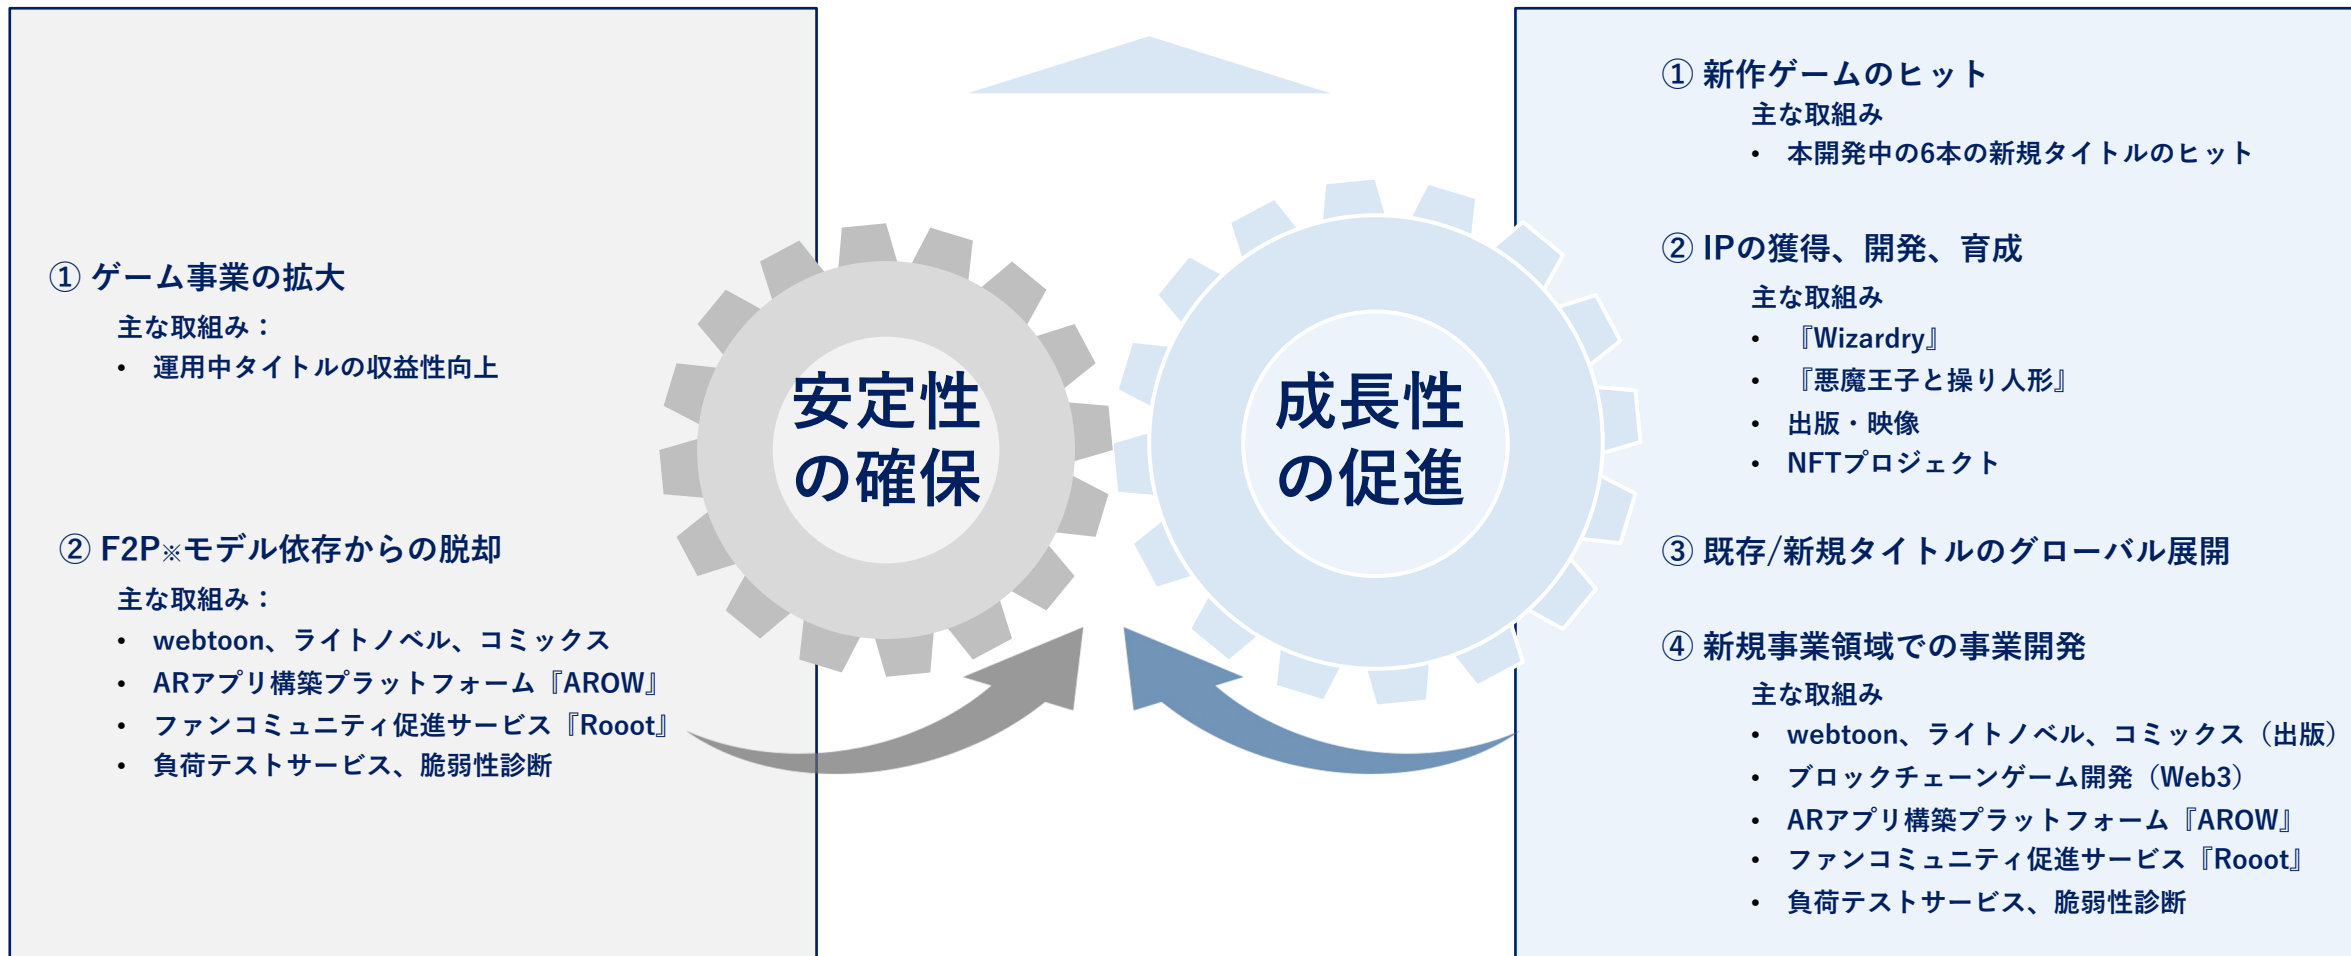 ① ゲーム事業の拡大
主な取組み：
• 運用中タイトルの収益性向上
② F2P※モデル依存からの脱却
主な取組み：
• webtoon、ライトノベル、コミックス
• ARアプリ構築プラットフォーム『AROW』
• ファンコミュニティ促進サービス『Rooot』
• 負荷テストサービス、脆弱性診断
安定性
の確保
成長性
の促進
① 新作ゲームのヒット
主な取組み
• 本開発中の6本の新規タイトルのヒット
② IPの獲得、開発、育成
主な取組み
• 『Wizardry』
• 『悪魔王子と操り人形』
• 出版・映像
• NFTプロジェクト
③ 既存/新規タイトルのグローバル展開
④ 新規事業領域での事業開発
主な取組み
• webtoon、ライトノベル、コミックス（出版）
• ブロックチェーンゲーム開発（Web3）
• ARアプリ構築プラットフォーム『AROW』
• ファンコミュニティ促進サービス『Rooot』
• 負荷テストサービス、脆弱性診断